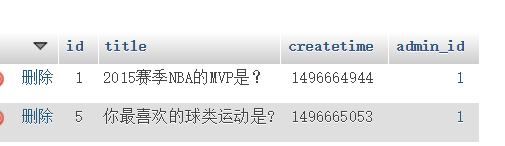 id title createtime admin_id
删除 1 2015赛季NBA的MVP是？ 1496664944 1
删除 5 你最喜欢的球类运动是? 1496665053 1